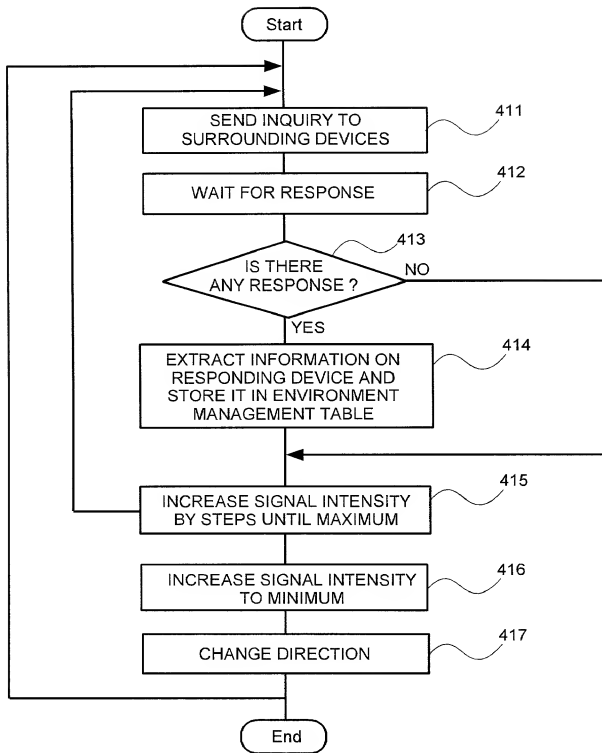 Start
SEND INQUIRY TO
SURROUNDING DEVICES
411
WAIT FOR RESPONSE
412
IS THERE
ANY RESPONSE ?
413
NO
YES
EXTRACT INFORMATION ON
RESPONDING DEVICE AND
STORE IT IN ENVIRONMENT
MANAGEMENT TABLE
414
INCREASE SIGNAL INTENSITY
BY STEPS UNTIL MAXIMUM
415
INCREASE SIGNAL INTENSITY
TO MINIMUM
416
CHANGE DIRECTION
417
End